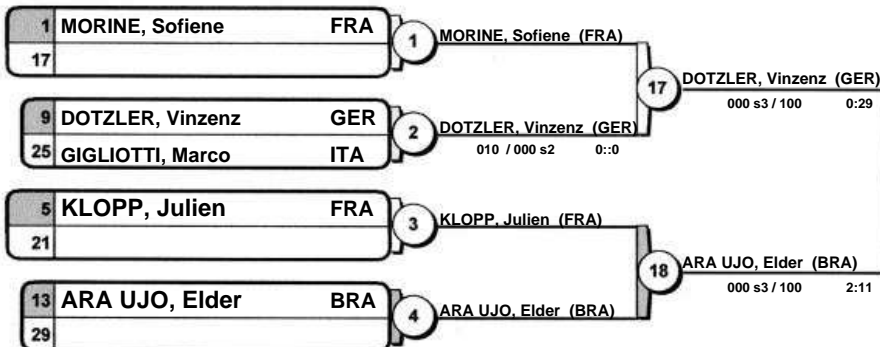 1 MORINE, Sofiene FRA
17
1
MORINE, Sofiene (FRA)
9 DOTZLER, Vinzenz GER
25 GIGLIOTTI, Marco ITA
2
DOTZLER, Vinzenz (GER)
010 / 000 s2 0::0
17
DOTZLER, Vinzenz (GER)
000 s3 / 100 0:29
5 KLOPP, Julien FRA
21
3
KLOPP, Julien (FRA)
13 ARA UJO, Elder BRA
29
4
ARA UJO, Elder (BRA)
18
ARA UJO, Elder (BRA)
000 s3 / 100 2:11